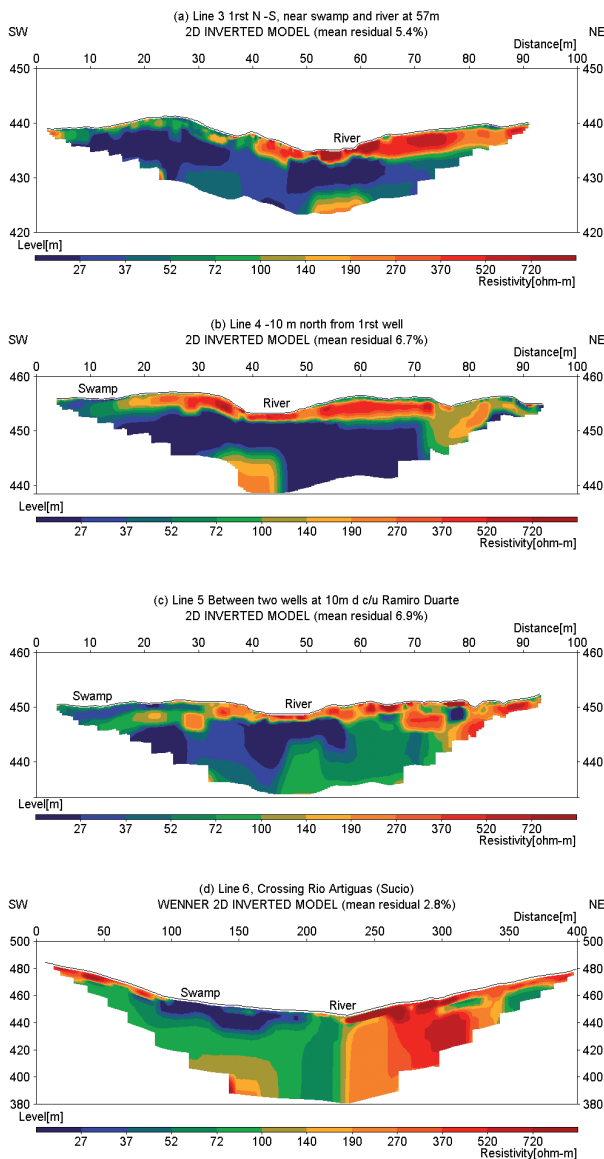 (a) Line 3 1rst N -S, near swamp and river at 57m
SW 2D INVERTED MODEL (mean residual 5.4%) NE
Distance[m]
0 10 20 30 40 50 60 70 80 90 100
450 450
440 440
River
430 430
420 420
Level[m]
27 37 52 72 100 140 190 270 370 520 720
Resistivity[ohm-m]
(b) Line 4 -10 m north from 1rst well
SW 2D INVERTED MODEL (mean residual 6.7%) NE
Distance[m]
0 10 20 30 40 50 60 70 80 90 100
460 460
Swamp River
450 450
440 440
Level[m]
27 37 52 72 100 140 190 270 370 520 720
Resistivity[ohm-m]
(c) Line 5 Between two wells at 10m d c/u Ramiro Duarte
SW 2D INVERTED MODEL (mean residual 6.9%) NE
Distance[m]
0 10 20 30 40 50 60 70 80 90 100
460 460
Swamp River
450 450
440 440
Level[m]
27 37 52 72 100 140 190 270 370 520 720
Resistivity[ohm-m]
(d) Line 6, Crossing Rio Artiguas (Sucio)
SW WENNER 2D INVERTED MODEL (mean residual 2.8%) NE
Distance[m]
0 50 100 150 200 250 300 350 400
500 500
480 480
Swamp River
460 460
440 440
420 420
400 400
380 380
Level[m]
27 37 52 72 100 140 190 270 370 520 720
Resistivity[ohm-m]